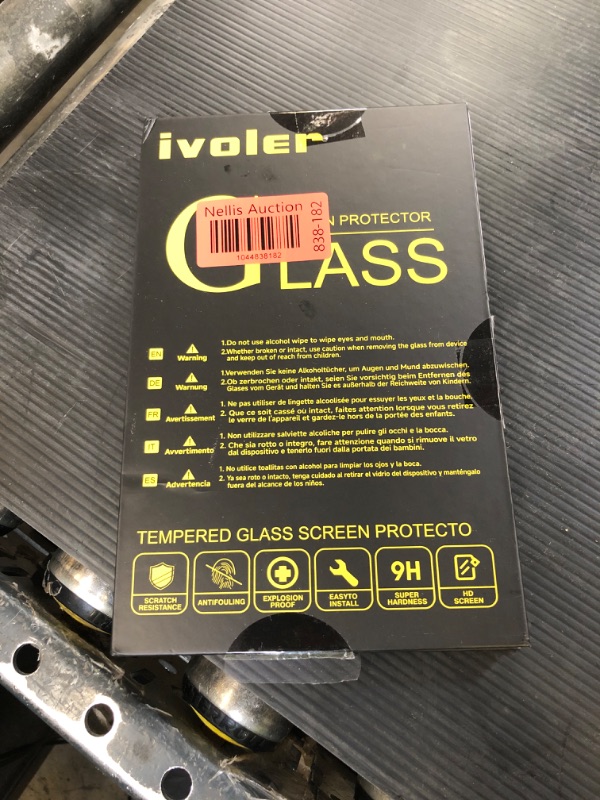 ivoler
Nellis Auction
1044838182
838-182
N PROTECTOR
GLASS
EN
Warning
1.Do not use alcohol wipe to wipe eyes and mouth.
2.Whether broken or intact, use caution when removing the glass from device
and keep out of reach from children.
DE
Warnung
1.Verwenden Sie keine Alkoholtücher, um Augen und Mund abzuwischen.
2.Ob zerbrochen oder intakt, seien Sie vorsichtig beim Entfernen des
Glases vom Gerät und halten Sie es außerhalb der Reichweite von Kindern.
FR
Avertissement
1. Ne pas utiliser de lingette alcoolisée pour essuyer les yeux et la bouche.
2. Que ce soit cassé où intact, faites attention lorsque vous retirez
le verre de l'appareil et gardez-le hors de la portée des enfants.
IT
Avvertimento
1. Non utilizzare salviette alcoliche per pulire gli occhi e la bocca.
2. Che sia rotto o integro, fare attenzione quando si rimuove il vetro
dal dispositivo e tenerlo fuori dalla portata dei bambini.
ES
Advertencia
1. No utilice toallitas con alcohol para limpiar los ojos y la boca.
2. Ya sea roto o intacto, tenga cuidado al retirar el vidrio del dispositivo y manténgalo
fuera del alcance de los niños.
TEMPERED GLASS SCREEN PROTECTO
SCRATCH
RESISTANCE
ANTIFOULING
EXPLOSION
PROOF
EASYTO
INSTALL
9H
SUPER
HARDNESS
HD
SCREEN